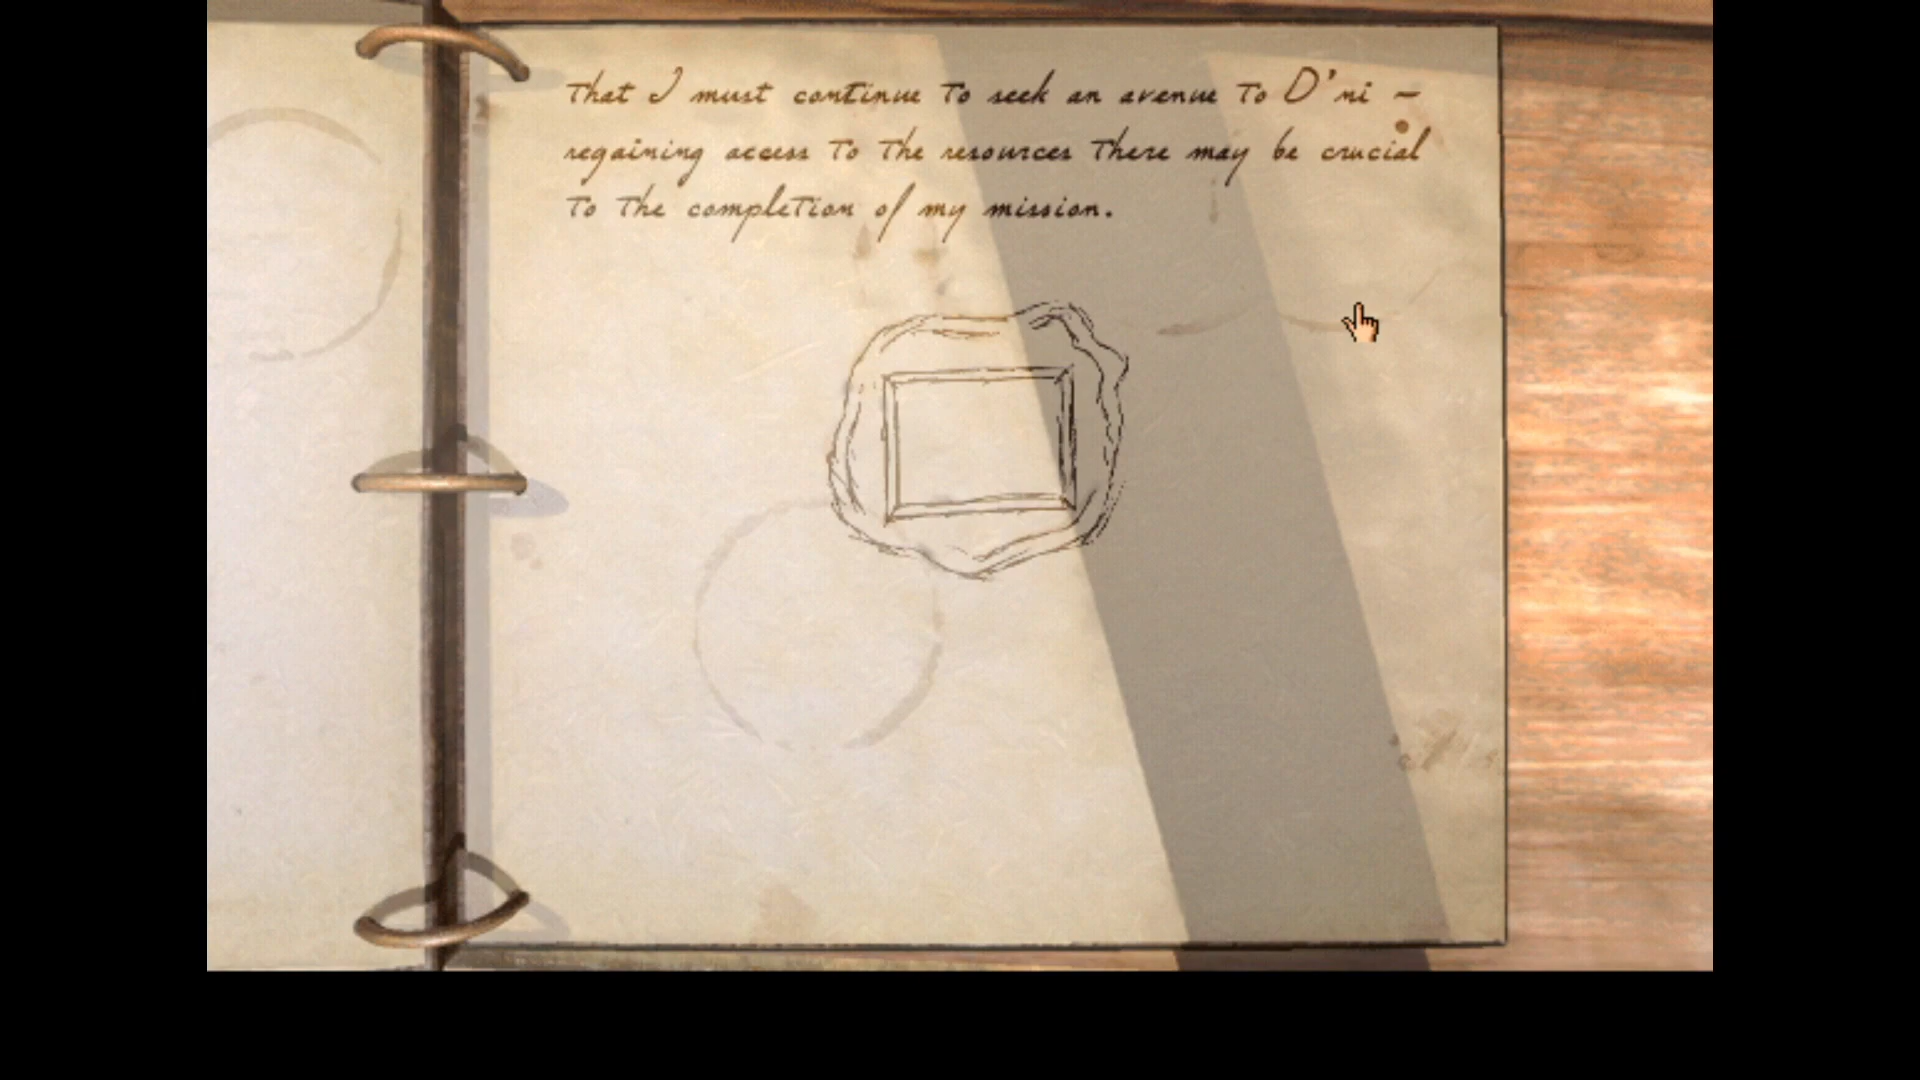 That I must continue to seek an avenue to D'ni –
regaining access to the resources there may be crucial
to the completion of my mission.